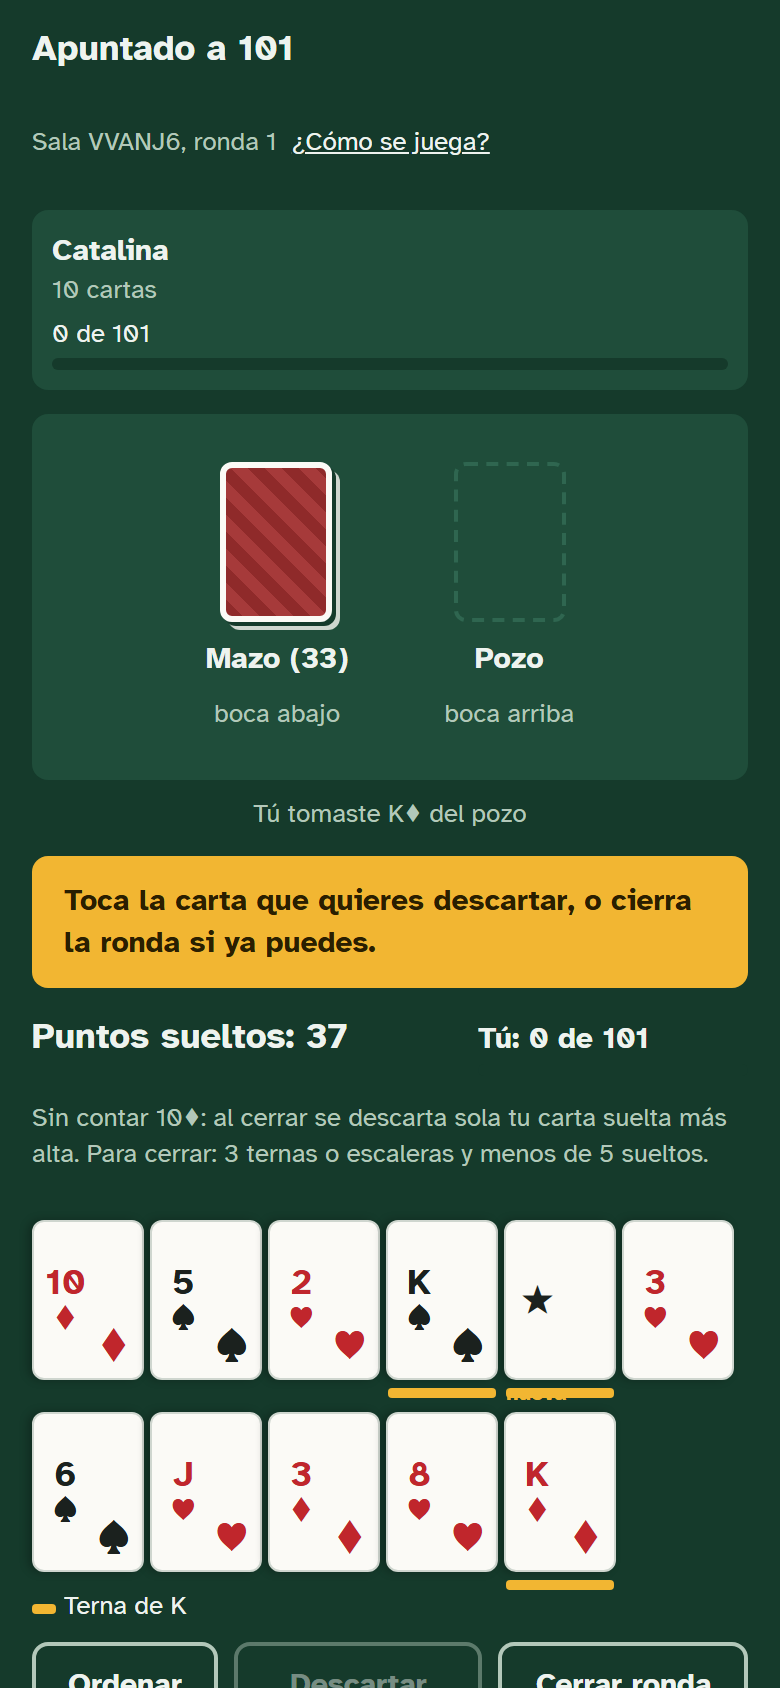 Apuntado a 101
Sala VVANJ6, ronda 1 ¿Cómo se juega?
Catalina
10 cartas
0 de 101
Mazo (33)
Pozo
boca abajo
boca arriba
Tú tomaste K♦ del pozo
Toca la carta que quieres descartar, o cierra
la ronda si ya puedes.
Puntos sueltos: 37
Tú: 0 de 101
Sin contar 10♦: al cerrar se descarta sola tu carta suelta más
alta. Para cerrar: 3 ternas o escaleras y menos de 5 sueltos.
10♦ 5♠ 2♥ K♠ ★ 3♥
6♠ J♥ 3♦ 8♥ K♦
Terna de K
Ordenar
Descartar
Cerrar ronda